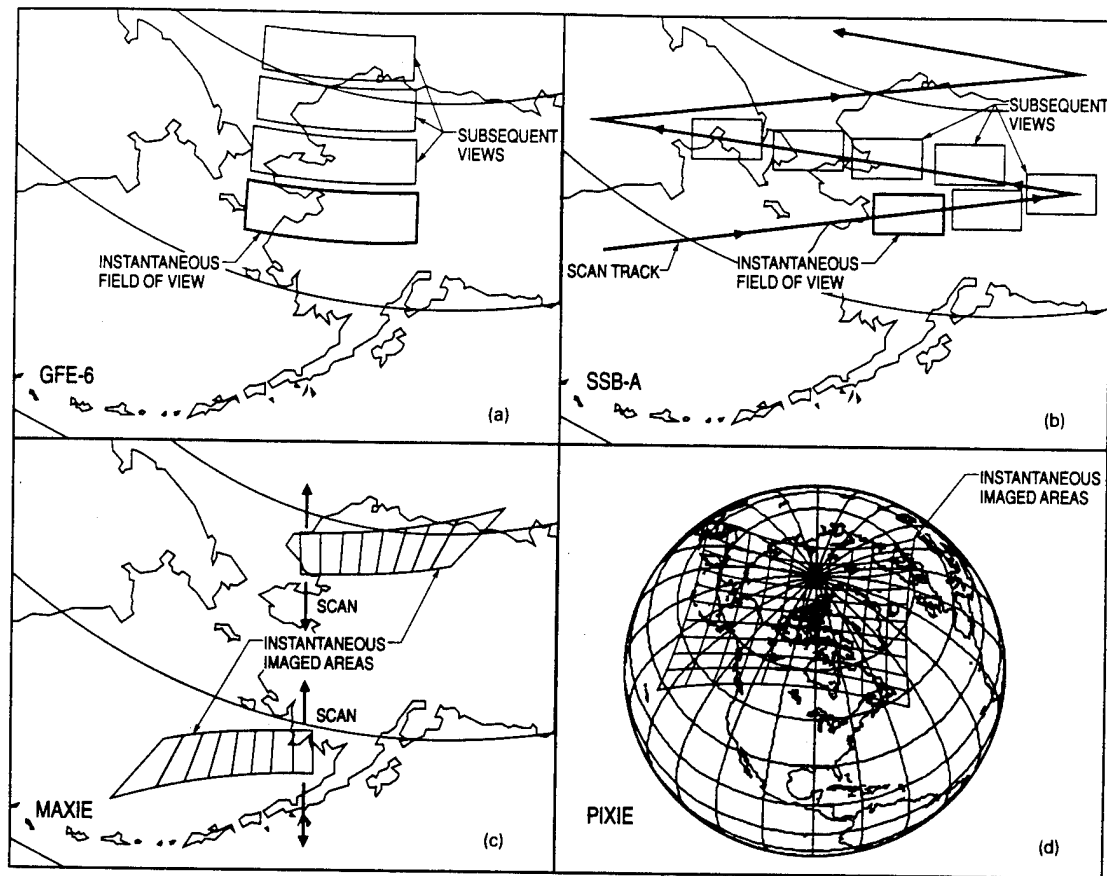 SUBSEQUENT
VIEWS
INSTANTANEOUS
FIELD OF VIEW
GFE-6
(a)
SUBSEQUENT
VIEWS
SCAN TRACK
INSTANTANEOUS
FIELD OF VIEW
SSB-A
(b)
SCAN
INSTANTANEOUS
IMAGED AREAS
SCAN
MAXIE
(c)
INSTANTANEOUS
IMAGED AREAS
PIXIE
(d)